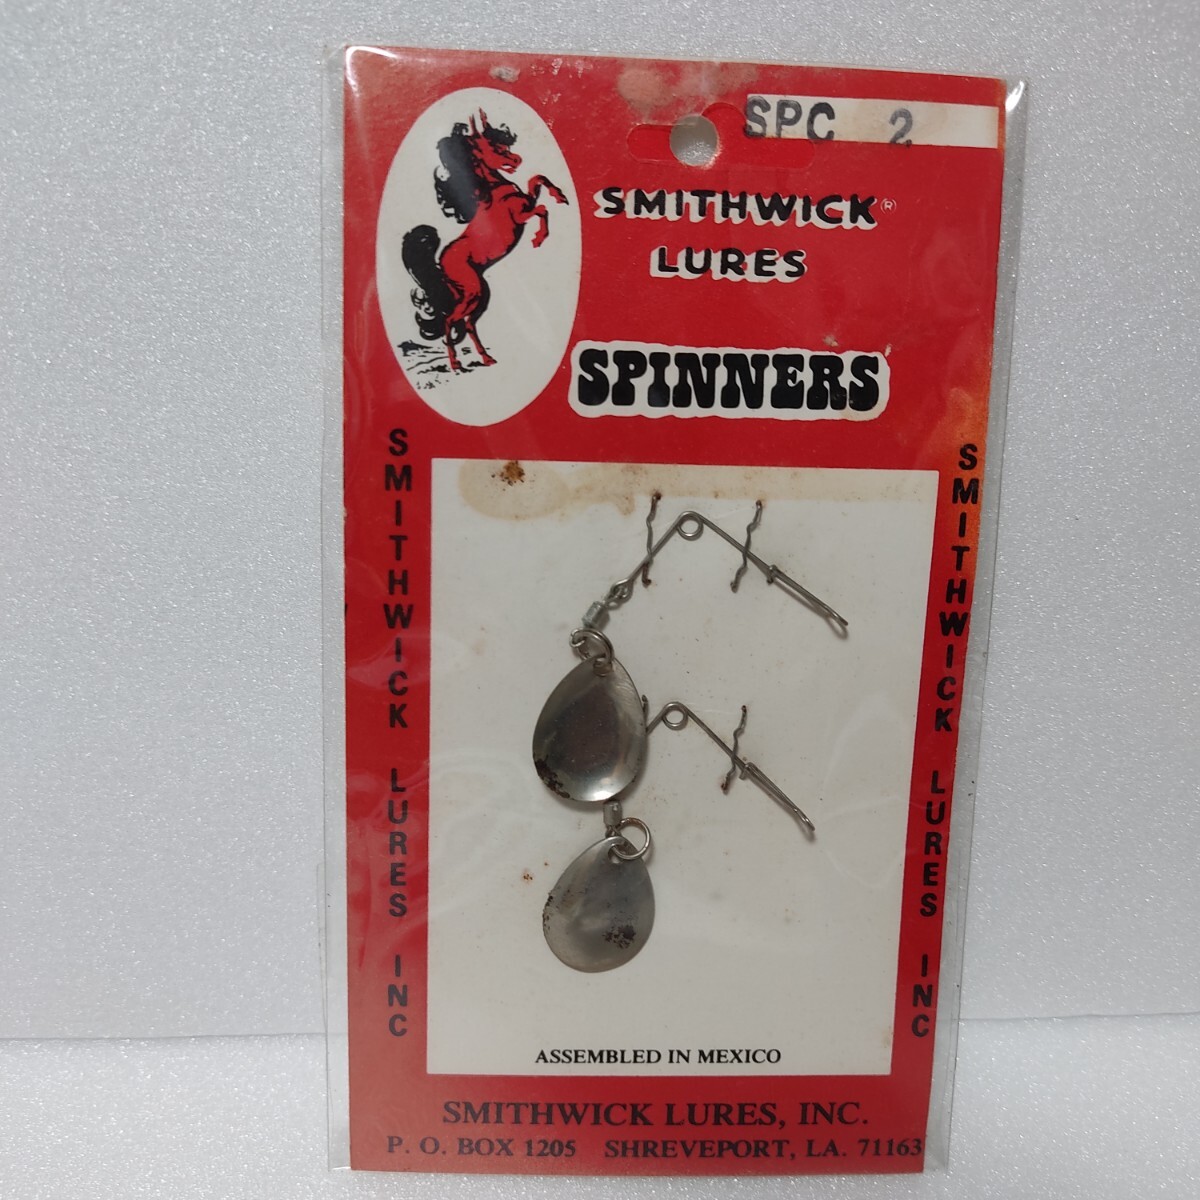 SPC 2
SMITHWICK®
LURES
SPINNERS
SMITHWICK LURES INC
SMITHWICK LURES INC
ASSEMBLED IN MEXICO
SMITHWICK LURES, INC.
P. O. BOX 1205 SHREVEPORT, LA. 71163